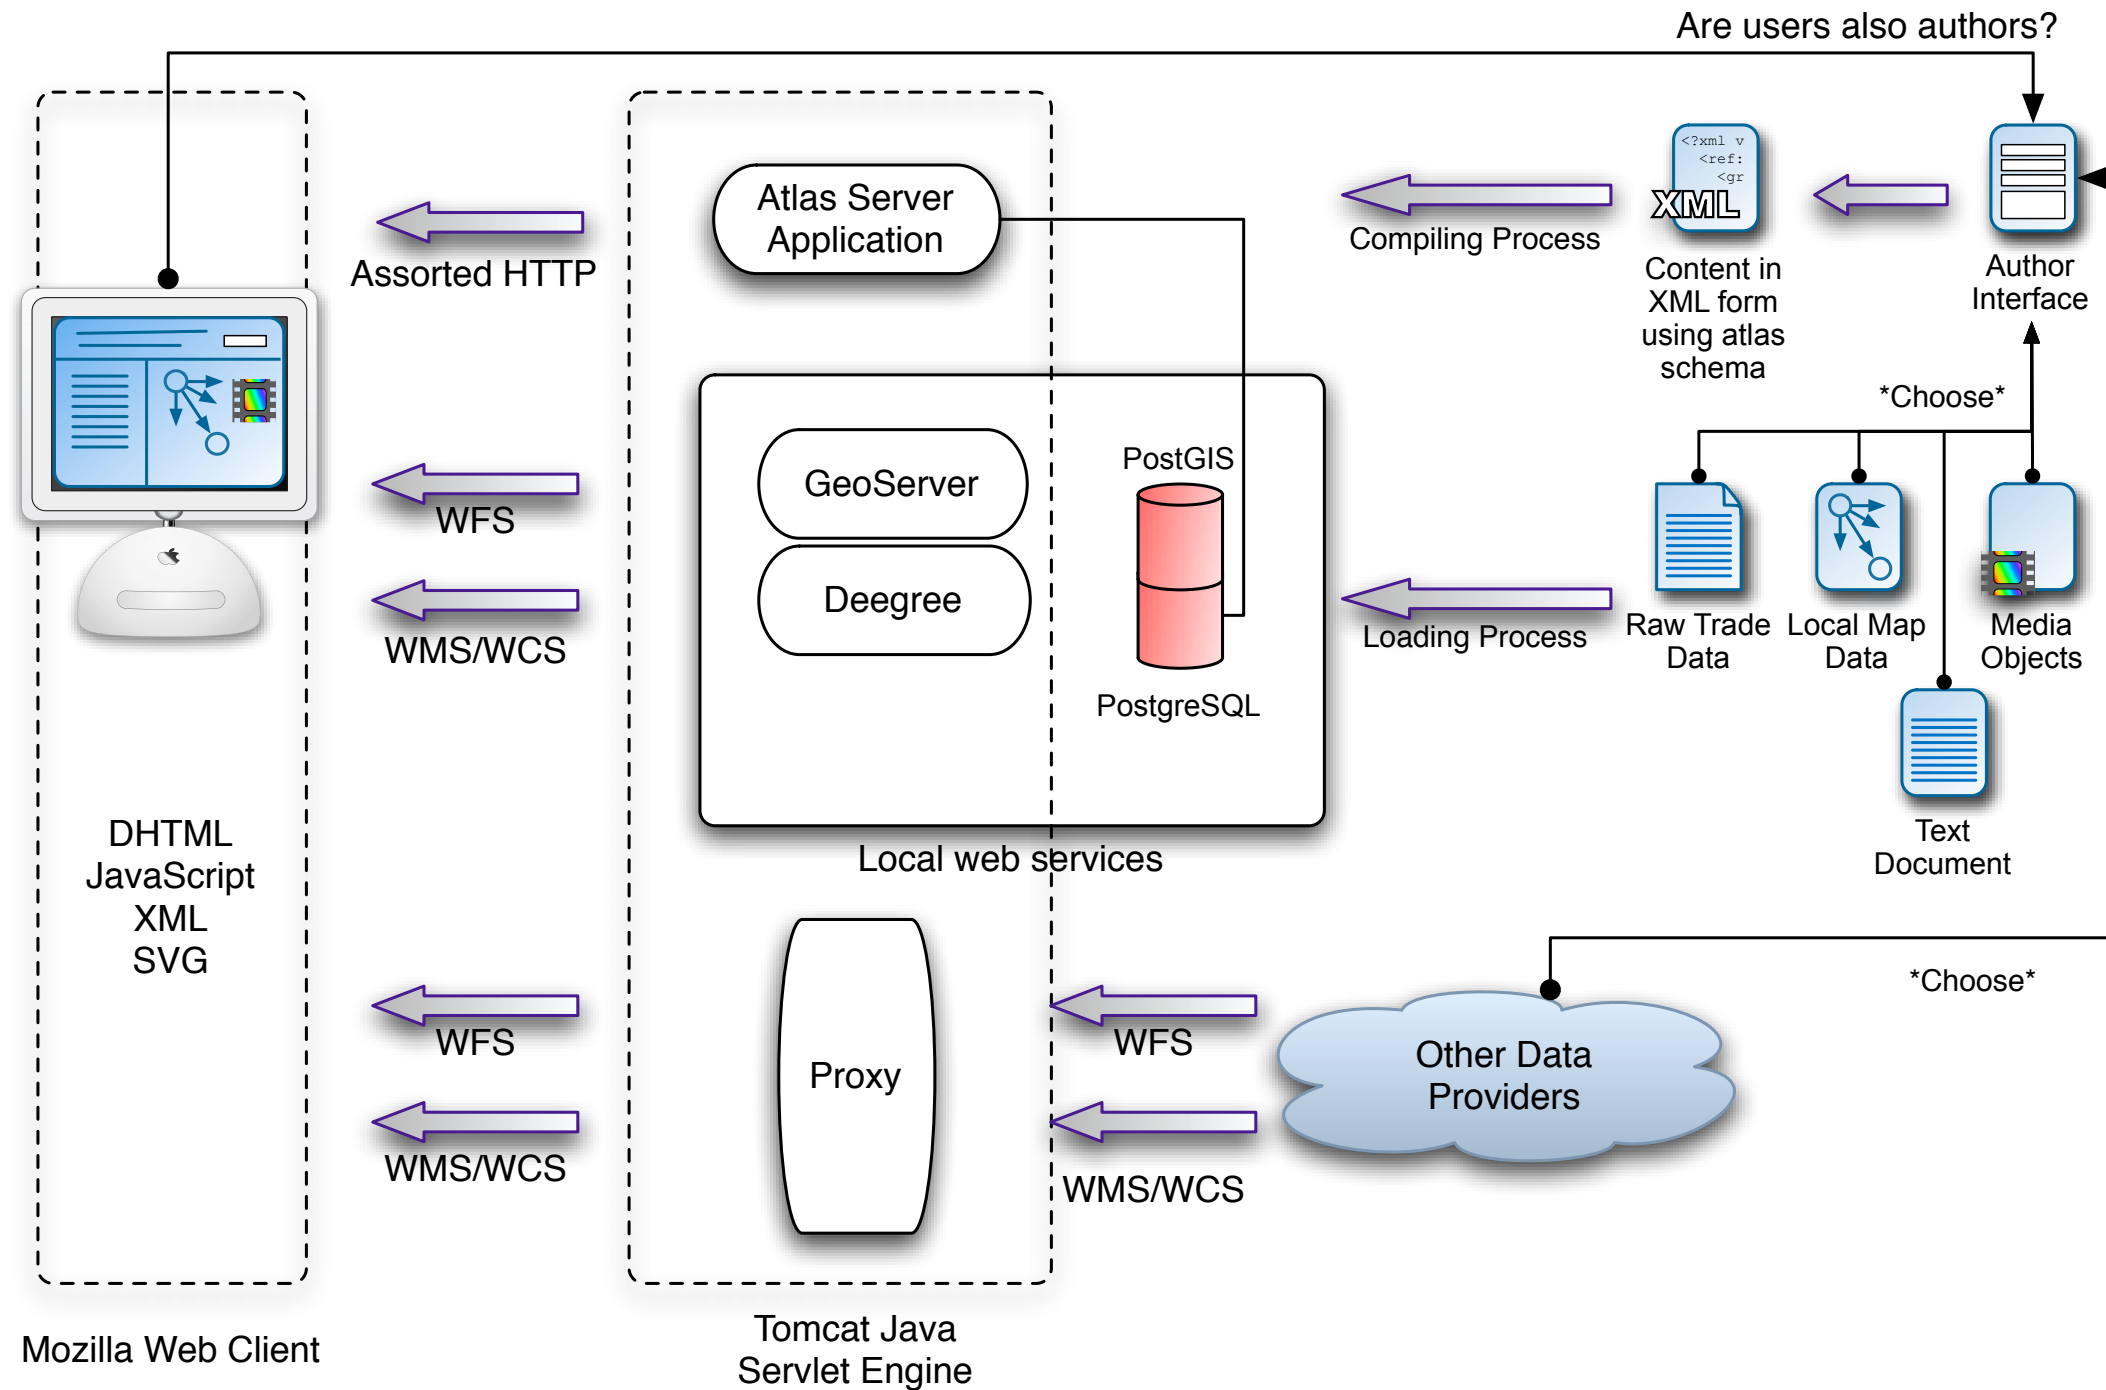 Are users also authors?
<?xml v
<ref:
<gr
XML
Atlas Server
Application
Assorted HTTP
Compiling Process
Content in
XML form
using atlas
schema
Author
Interface
*Choose*
GeoServer
Deegree
PostGIS
PostgreSQL
WFS
WMS/WCS
Loading Process
Raw Trade
Data
Local Map
Data
Media
Objects
Text
Document
Local web services
DHTML
JavaScript
XML
SVG
Proxy
WFS
WMS/WCS
WFS
WMS/WCS
Other Data
Providers
*Choose*
Mozilla Web Client
Tomcat Java
Servlet Engine